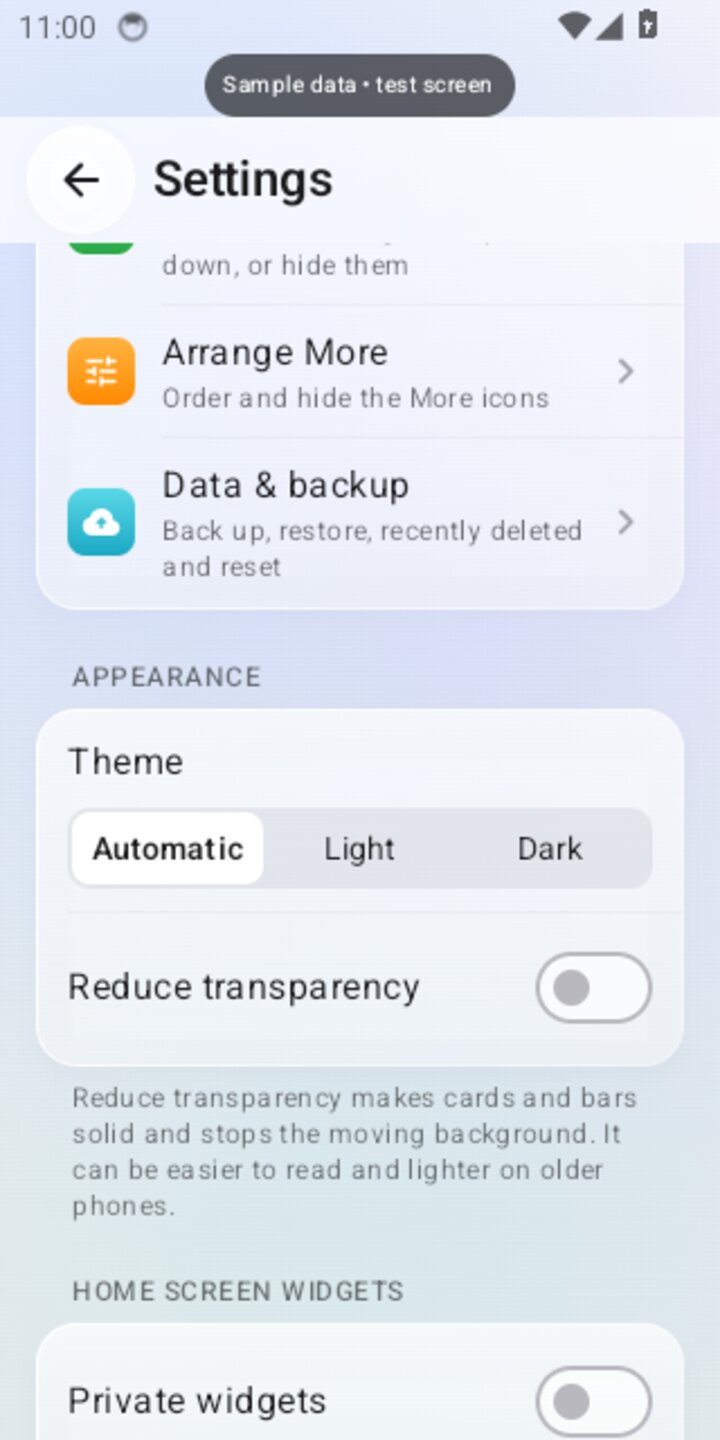 11:00
Sample data • test screen
Settings
down, or hide them
Arrange More
Order and hide the More icons
Data & backup
Back up, restore, recently deleted
and reset
APPEARANCE
Theme
Automatic Light Dark
Reduce transparency
Reduce transparency makes cards and bars
solid and stops the moving background. It
can be easier to read and lighter on older
phones.
HOME SCREEN WIDGETS
Private widgets